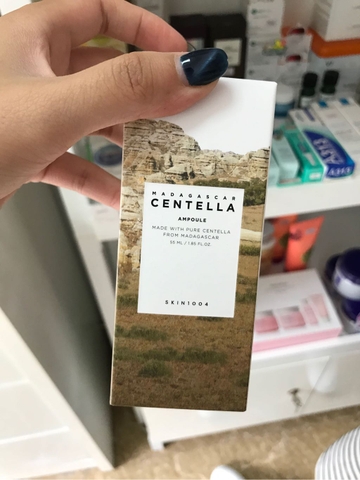 MADAGASCAR
CENTELLA
AMPOULE
MADE WITH PURE CENTELLA
FROM MADAGASCAR
55 ML / 1.85 FL.OZ
SKIN1004